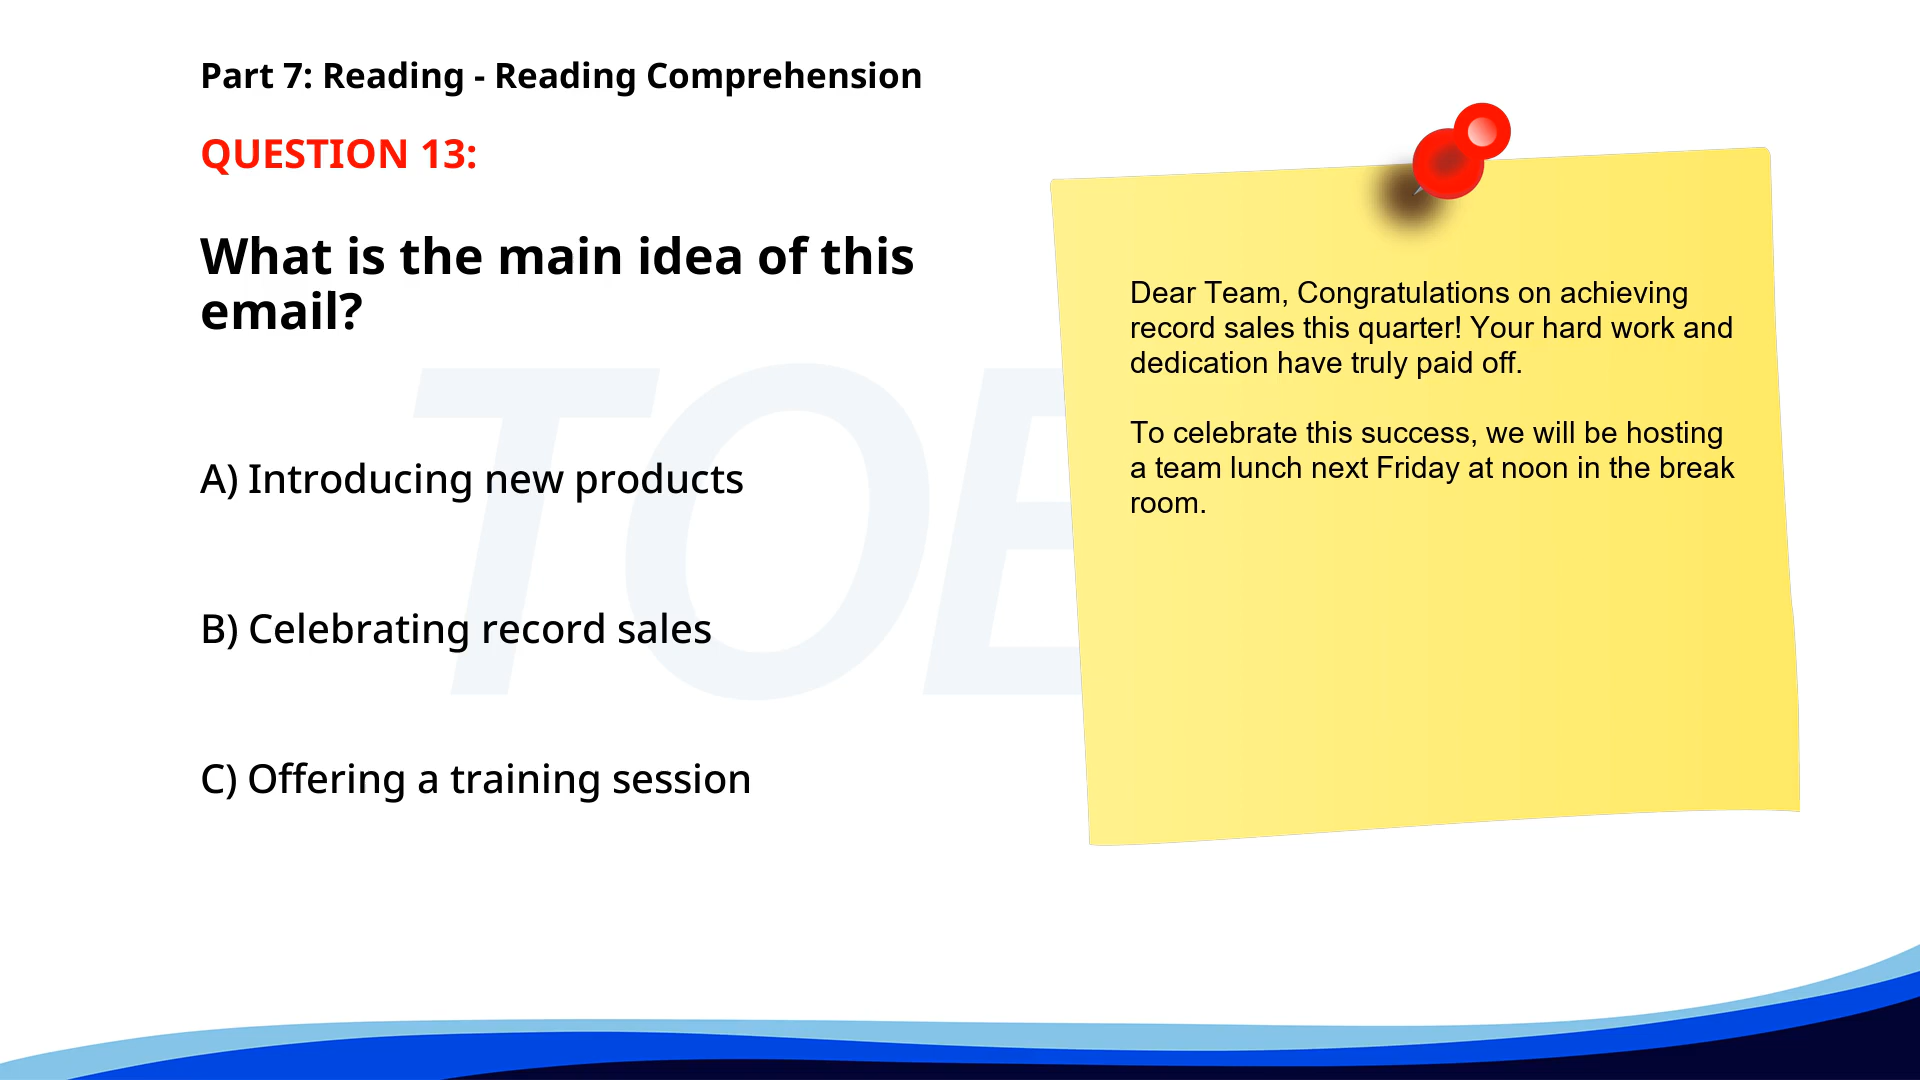 Part 7: Reading - Reading Comprehension
QUESTION 13:
What is the main idea of this
email?
A) Introducing new products
B) Celebrating record sales
C) Offering a training session
Dear Team, Congratulations on achieving
record sales this quarter! Your hard work and
dedication have truly paid off.
To celebrate this success, we will be hosting
a team lunch next Friday at noon in the break
room.
TOE